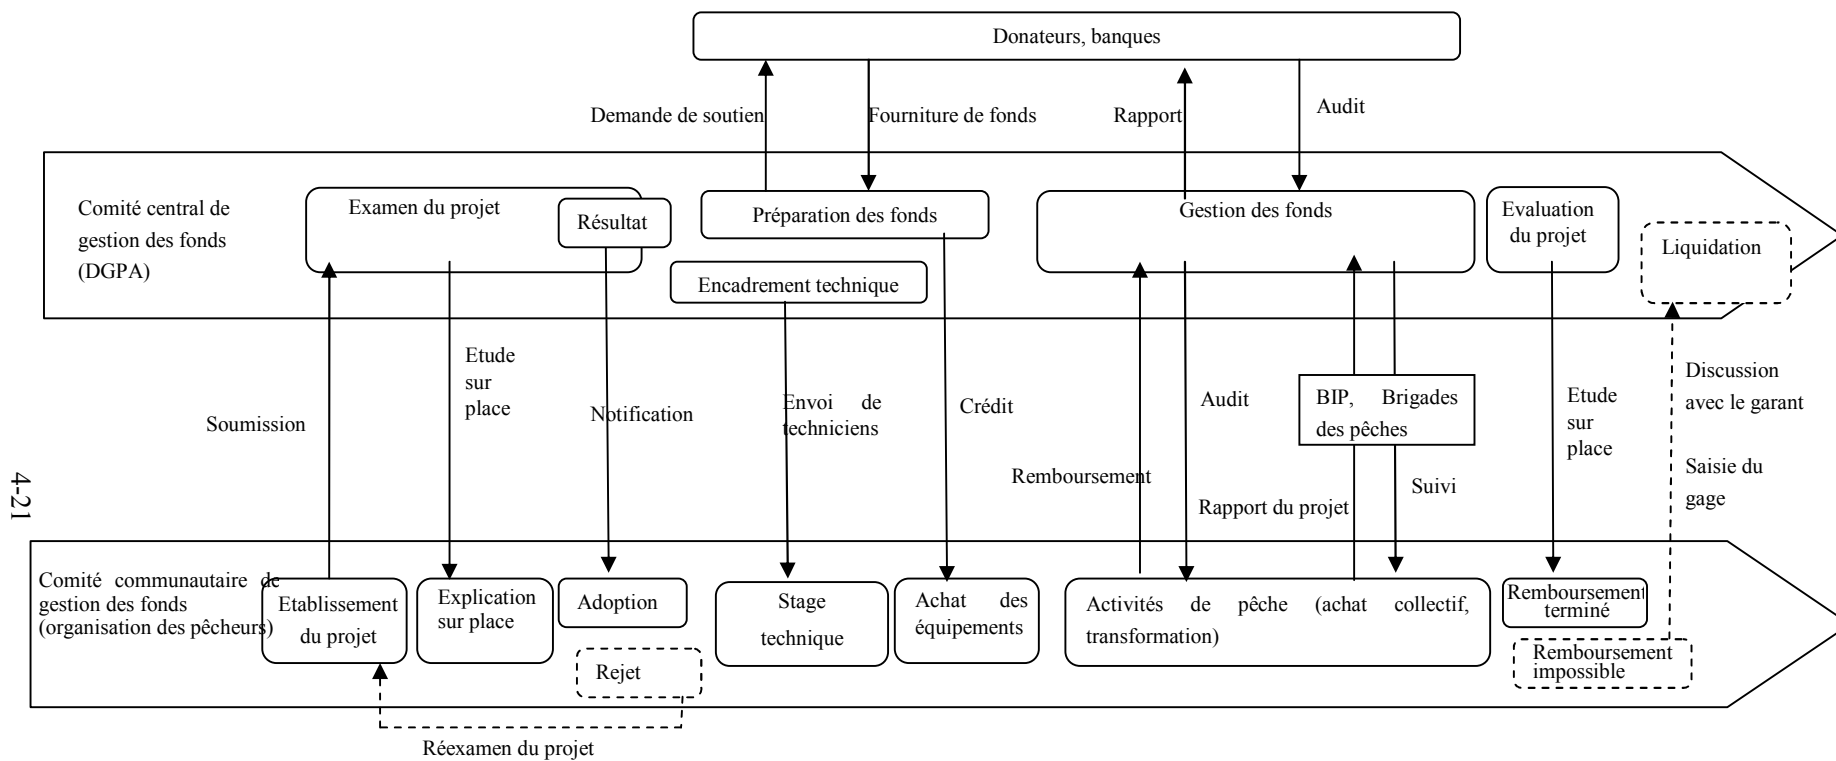 Donateurs, banques
Demande de soutien
Fourniture de fonds
Rapport
Audit
Comité central de
gestion des fonds
(DGPA)
Examen du projet
Résultat
Préparation des fonds
Encadrement technique
Gestion des fonds
Evaluation
du projet
Liquidation
Soumission
Etude
sur
place
Notification
Envoi de
techniciens
Crédit
Remboursement
Audit
BIP, Brigades
des pêches
Rapport du projet
Suivi
Etude
sur
place
Discussion
avec le garant
Saisie du
gage
4-21
Comité communautaire de
gestion des fonds
(organisation des pêcheurs)
Etablissement
du projet
Explication
sur place
Adoption
Rejet
Stage
technique
Achat des
équipements
Activités de pêche (achat collectif,
transformation)
Remboursement
terminé
Remboursement
impossible
Réexamen du projet